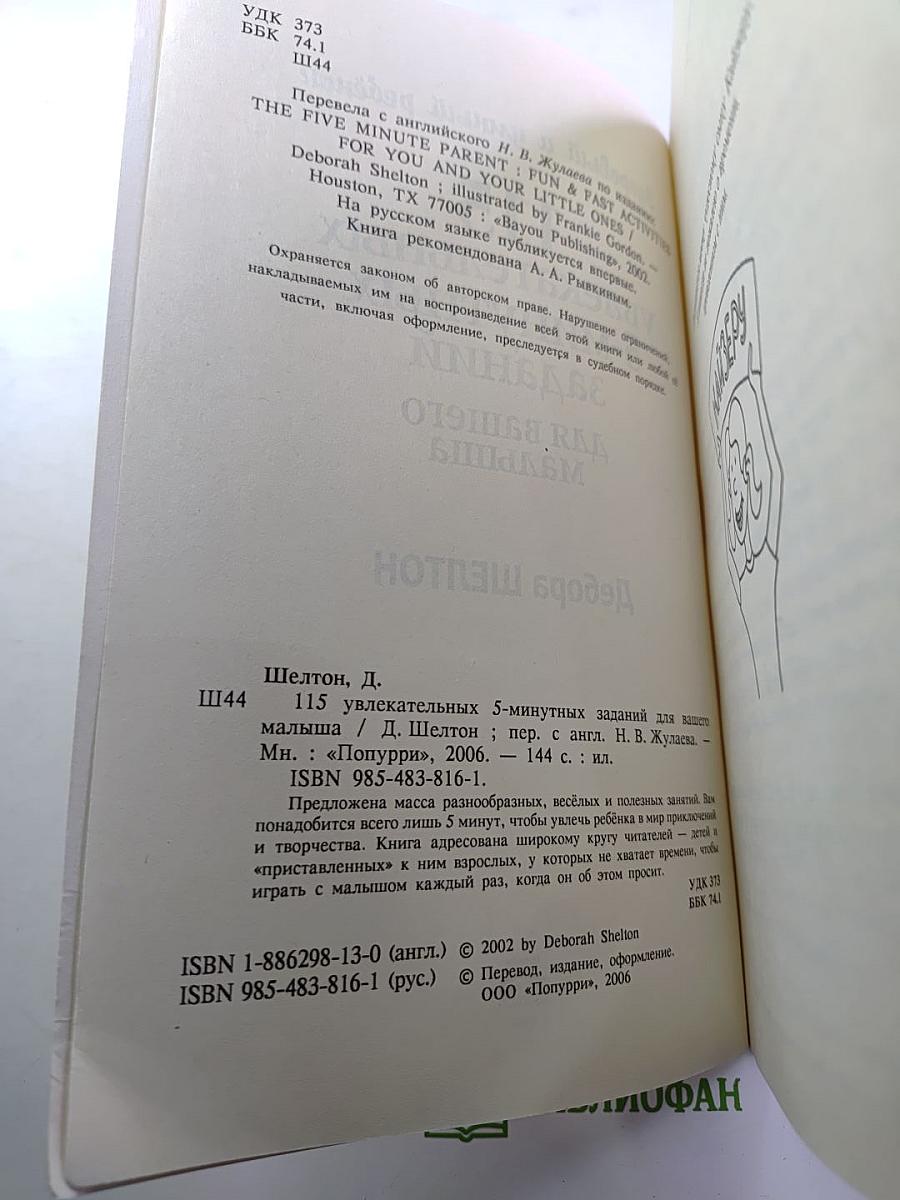 УДК 373
ББК 74.1
Ш44
Перевела с английского Н. В. Жулаева по изданию:
THE FIVE MINUTE PARENT : FUN & FAST ACTIVITIES
FOR YOU AND YOUR LITTLE ONES /
Deborah Shelton ; illustrated by Frankie Gordon. —
Houston, TX 77005 : «Bayou Publishing», 2002.
На русском языке публикуется впервые.
Книга рекомендована А. А. Рывкиным.
Охраняется законом об авторском праве. Нарушение ограничений,
накладываемых им на воспроизведение всей этой книги или любой её
части, включая оформление, преследуется в судебном порядке.
ЗАДАНИЙ
для вашего
малыша
Дебора ШЕЛТОН
Шелтон, Д.
Ш44 115 увлекательных 5-минутных заданий для вашего
малыша / Д. Шелтон ; пер. с англ. Н. В. Жулаева. —
Мн. : «Попурри», 2006. — 144 с. : ил.
ISBN 985-483-816-1.
Предложена масса разнообразных, весёлых и полезных занятий. Вам
понадобится всего лишь 5 минут, чтобы увлечь ребёнка в мир приключений
и творчества. Книга адресована широкому кругу читателей — детей и
«приставленных» к ним взрослых, у которых не хватает времени, чтобы
играть с малышом каждый раз, когда он об этом просит.
УДК 373
ББК 74.1
ISBN 1-886298-13-0 (англ.) © 2002 by Deborah Shelton
ISBN 985-483-816-1 (рус.) © Перевод, издание, оформление.
ООО «Попурри», 2006